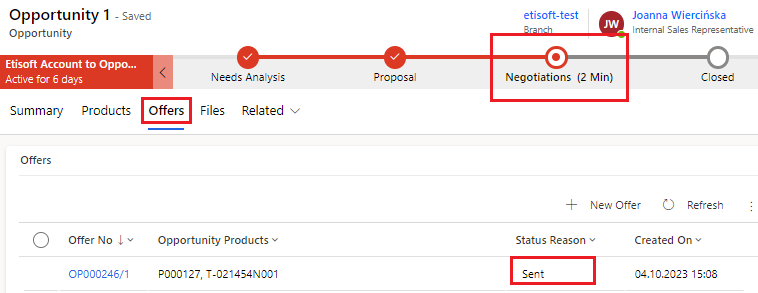 Opportunity 1 - Saved
Opportunity
etisoft-test
Branch
JW
Joanna Wiercińska
Internal Sales Representative
Etisoft Account to Oppo...
Active for 6 days
Needs Analysis
Proposal
Negotiations (2 Min)
Closed
Summary Products Offers Files Related
Offers
New Offer Refresh
Offer No Opportunity Products Status Reason Created On
OP000246/1 P000127, T-021454N001 Sent 04.10.2023 15:08